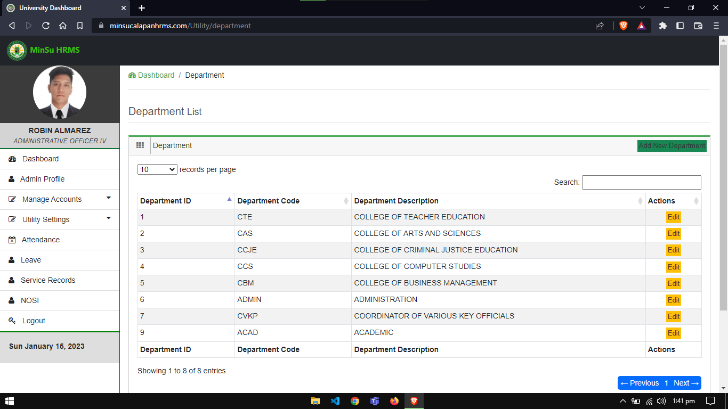 University Dashboard
minsucalapanhrms.com/Utility/department
MinSu HRMS
ROBIN ALMAREZ
ADMINISTRATIVE OFFICER IV
Dashboard
Admin Profile
Manage Accounts
Utility Settings
Attendance
Leave
Service Records
NOSI
Logout
Sun January 16, 2023
Dashboard / Department
Department List
Department
Add New Department
10 records per page
Search:
Department ID Department Code Department Description Actions
1 CTE COLLEGE OF TEACHER EDUCATION Edit
2 CAS COLLEGE OF ARTS AND SCIENCES Edit
3 CCJE COLLEGE OF CRIMINAL JUSTICE EDUCATION Edit
4 CCS COLLEGE OF COMPUTER STUDIES Edit
5 CBM COLLEGE OF BUSINESS MANAGEMENT Edit
6 ADMIN ADMINISTRATION Edit
7 CVKP COORDINATOR OF VARIOUS KEY OFFICIALS Edit
9 ACAD ACADEMIC Edit
Department ID Department Code Department Description Actions
Showing 1 to 8 of 8 entries
← Previous 1 Next →
1:41 pm